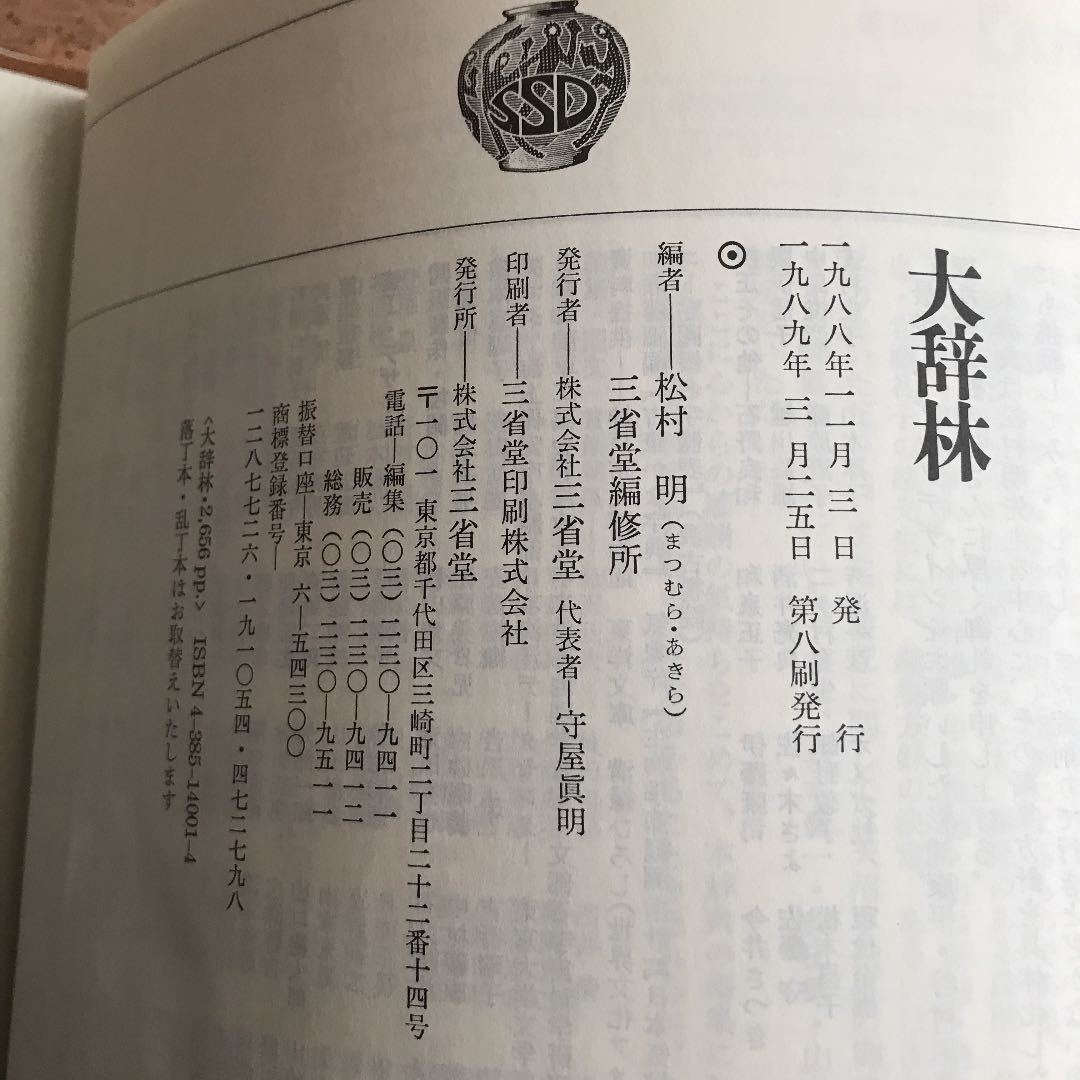 SSD
大辞林
一九八八年一一月三日 発行
一九八九年三月二五日 第八刷発行
編者——松村 明(まつむら・あきら)
三省堂編修所
発行者——株式会社三省堂 代表者—守屋眞明
印刷者——三省堂印刷株式会社
発行所——株式会社三省堂
〒一〇一 東京都千代田区三崎町二丁目二十二番十四号
電話—編集(〇三)二三〇—九四一一
販売(〇三)二三〇—九四一二
総務(〇三)二三〇—九五一一
振替口座—東京 六—五四三〇〇
商標登録番号—
一二八七七二六・一九一〇五四・四七二七九八
<大辞林・2,656 pp.> ISBN 4-385-14001-4
落丁本・乱丁本はお取替えいたします